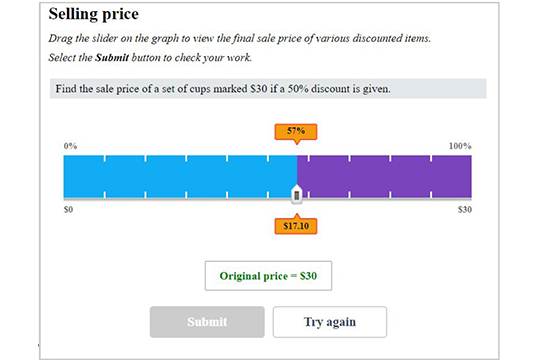 Selling price
Drag the slider on the graph to view the final sale price of various discounted items.
Select the Submit button to check your work.
Find the sale price of a set of cups marked $30 if a 50% discount is given.
57%
0% 100%
$0 $30
$17.10
Original price = $30
Submit Try again